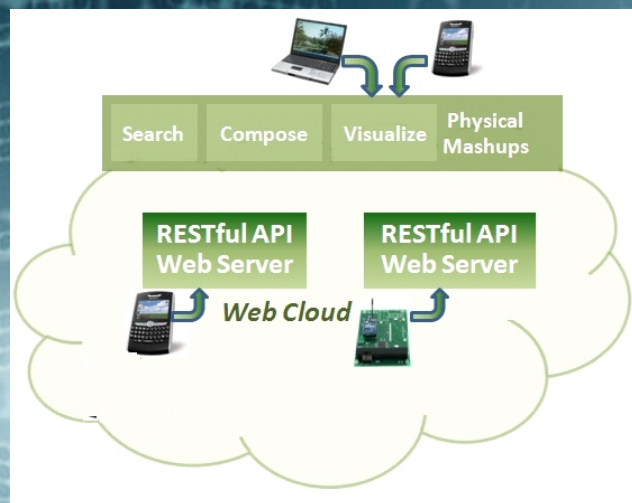 Search
Compose
Visualize
Physical
Mashups
RESTful API
Web Server
RESTful API
Web Server
Web Cloud